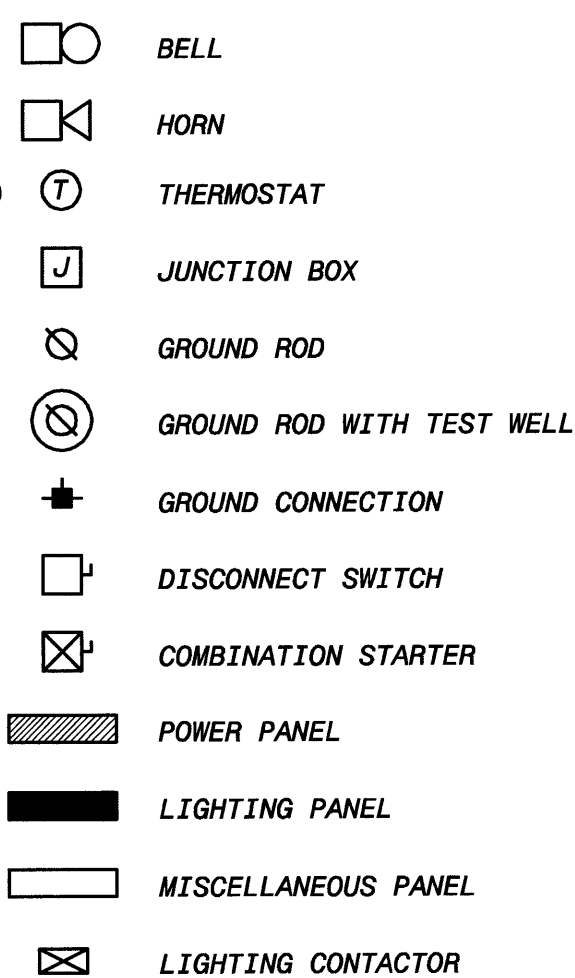 BELL
HORN
T THERMOSTAT
J JUNCTION BOX
GROUND ROD
GROUND ROD WITH TEST WELL
GROUND CONNECTION
DISCONNECT SWITCH
COMBINATION STARTER
POWER PANEL
LIGHTING PANEL
MISCELLANEOUS PANEL
LIGHTING CONTACTOR